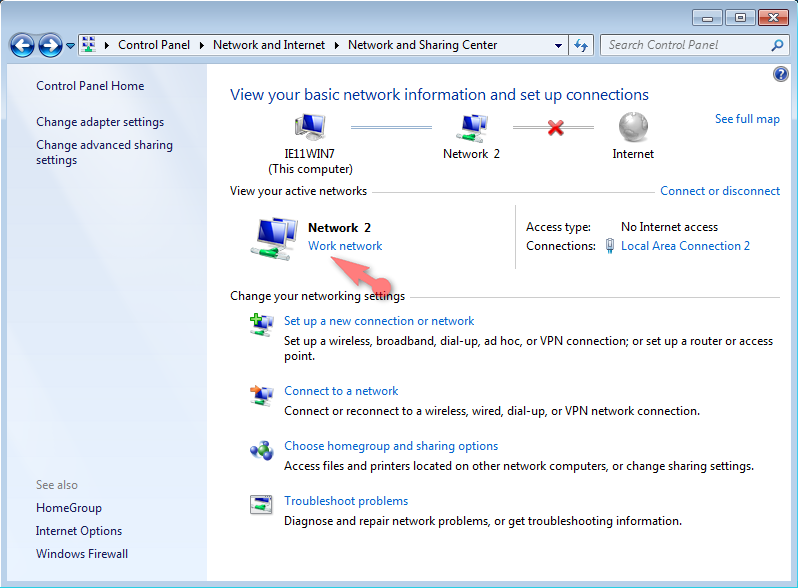 Control Panel
Network and Internet
Network and Sharing Center
Search Control Panel
Control Panel Home
Change adapter settings
Change advanced sharing
settings
See also
HomeGroup
Internet Options
Windows Firewall
View your basic network information and set up connections
IE11WIN7
(This computer)
Network 2
Internet
See full map
View your active networks
Connect or disconnect
Network 2
Work network
Access type: No Internet access
Connections: Local Area Connection 2
Change your networking settings
Set up a new connection or network
Set up a wireless, broadband, dial-up, ad hoc, or VPN connection; or set up a router or access
point.
Connect to a network
Connect or reconnect to a wireless, wired, dial-up, or VPN network connection.
Choose homegroup and sharing options
Access files and printers located on other network computers, or change sharing settings.
Troubleshoot problems
Diagnose and repair network problems, or get troubleshooting information.